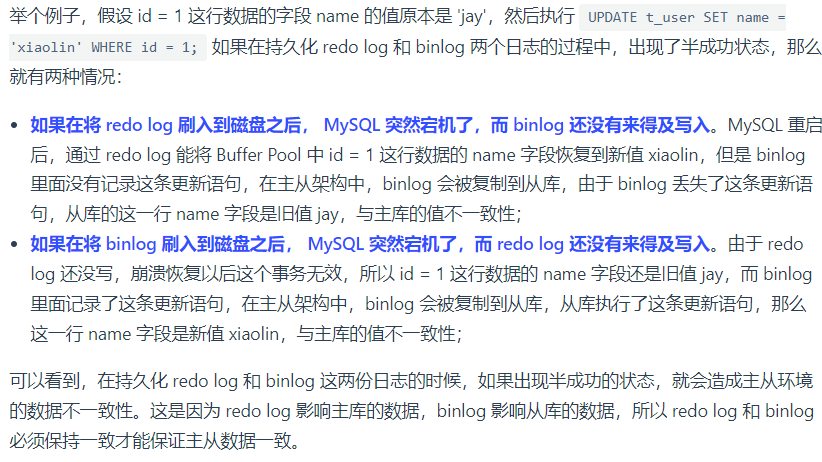 举个例子，假设 id = 1 这行数据的字段 name 的值原本是 'jay'，然后执行 UPDATE t_user SET name =
'xiaolin' WHERE id = 1; 如果在持久化 redo log 和 binlog 两个日志的过程中，出现了半成功状态，那么
就有两种情况：
• 如果在将 redo log 刷入到磁盘之后， MySQL 突然宕机了，而 binlog 还没有来得及写入。MySQL 重启
后，通过 redo log 能将 Buffer Pool 中 id = 1 这行数据的 name 字段恢复到新值 xiaolin，但是 binlog
里面没有记录这条更新语句，在主从架构中，binlog 会被复制到从库，由于 binlog 丢失了这条更新语
句，从库的这一行 name 字段是旧值 jay，与主库的值不一致性；
• 如果在将 binlog 刷入到磁盘之后， MySQL 突然宕机了，而 redo log 还没有来得及写入。由于 redo
log 还没写，崩溃恢复以后这个事务无效，所以 id = 1 这行数据的 name 字段还是旧值 jay，而 binlog
里面记录了这条更新语句，在主从架构中，binlog 会被复制到从库，从库执行了这条更新语句，那么
这一行 name 字段是新值 xiaolin，与主库的值不一致性；
可以看到，在持久化 redo log 和 binlog 这两份日志的时候，如果出现半成功的状态，就会造成主从环境
的数据不一致性。这是因为 redo log 影响主库的数据，binlog 影响从库的数据，所以 redo log 和 binlog
必须保持一致才能保证主从数据一致。